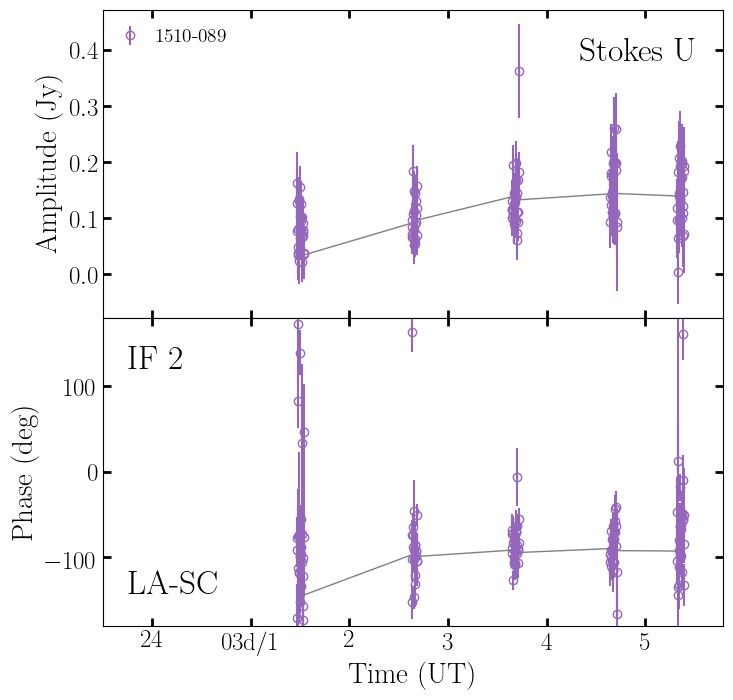 1510-089
Stokes U
0.4
0.3
0.2
0.1
0.0
Amplitude (Jy)
IF 2
100
0
−100
Phase (deg)
LA-SC
24 03d/1 2 3 4 5
Time (UT)